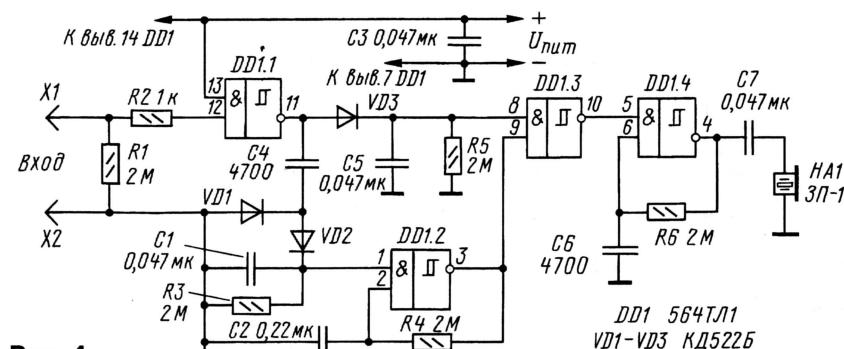 К выв.14 DD1
+
C3 0,047мк
Uпит
−
К выв.7 DD1
DD1.1
13
12
&
11
X1
R2 1к
VD3
DD1.3
8
9
&
10
DD1.4
5
6
&
4
C7
0,047мк
Вход
R1
2М
C4
4700
C5
0,047мк
R5
2М
HA1
ЗП-1
X2
VD1
VD2
C1
0,047мк
DD1.2
1
2
&
3
R3
2М
C2 0,22мк
R4 2М
C6
4700
R6 2М
DD1 564ТЛ1
VD1-VD3 КД522Б